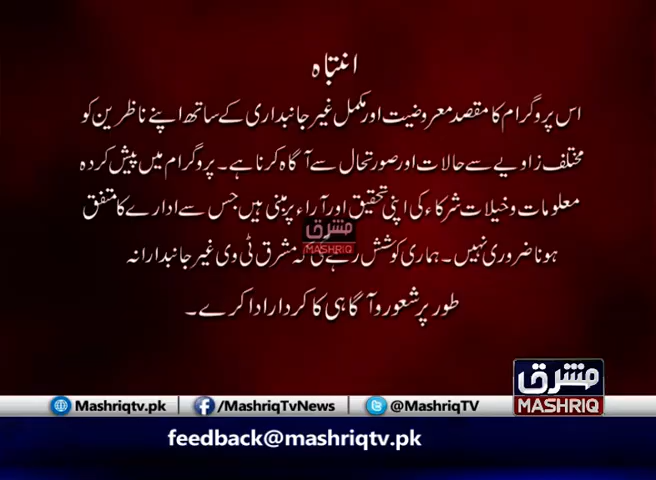 انتباہ
اس پروگرام کا مقصد معروضیت اور مکمل غیر جانبداری کے ساتھ اپنے ناظرین کو
مختلف زاویے سے حالات اور صورتحال سے آگاہ کرنا ہے۔ پروگرام میں پیش کردہ
معلومات و خیلات شرکاء کی اپنی تحقیق اور آراء پر مبنی ہیں جس سے ادارے کا متفق
ہونا ضروری نہیں۔ ہماری کوشش رہے گی کہ مشرق ٹی وی غیر جانبدارانہ
طور پر شعور و آگاہی کا کردار ادا کرے۔
مشرق
MASHRIQ
مشرق
MASHRIQ
Mashriqtv.pk /MashriqTvNews @MashriqTV
feedback@mashriqtv.pk